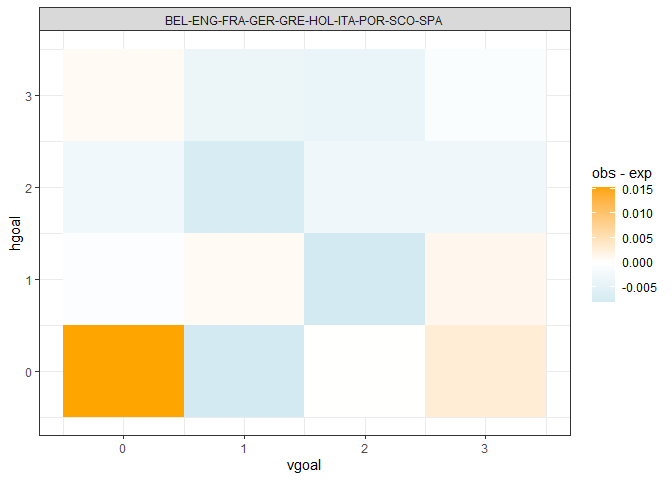 BEL-ENG-FRA-GER-GRE-HOL-ITA-POR-SCO-SPA
hgoal
3
2
1
0
0 1 2 3
vgoal
obs - exp
0.015
0.010
0.005
0.000
-0.005